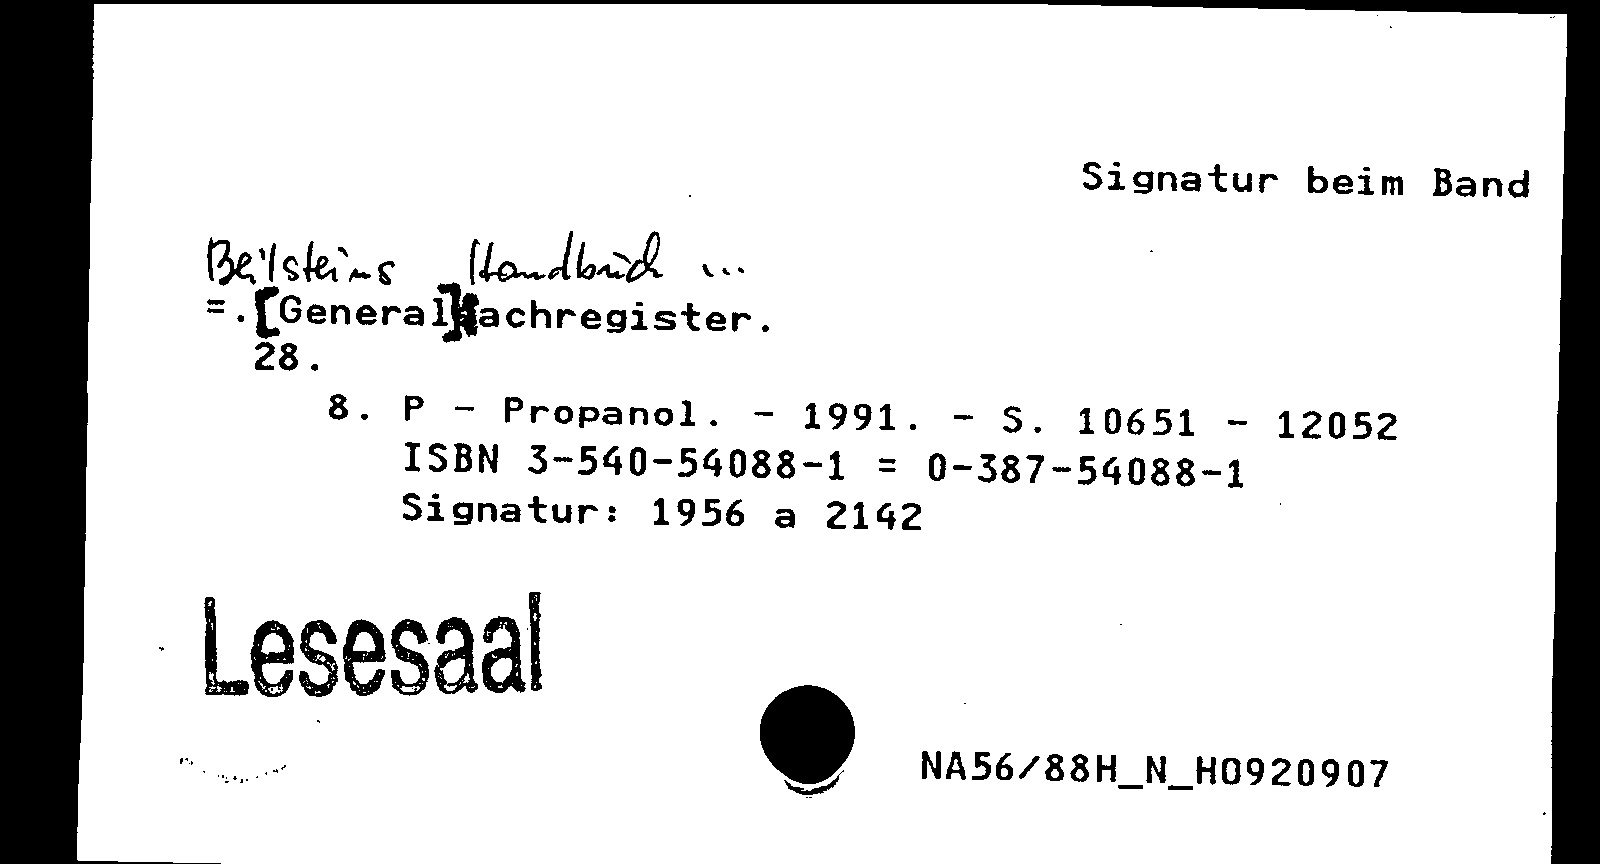 Signatur beim Band
Beilsteins Handbuch ...
=.[General]sachregister.
28.
8. P - Propanol. - 1991. - S. 10651 - 12052
ISBN 3-540-54088-1 = 0-387-54088-1
Signatur: 1956 a 2142
Lesesaal
NA56/88H_N_H0920907